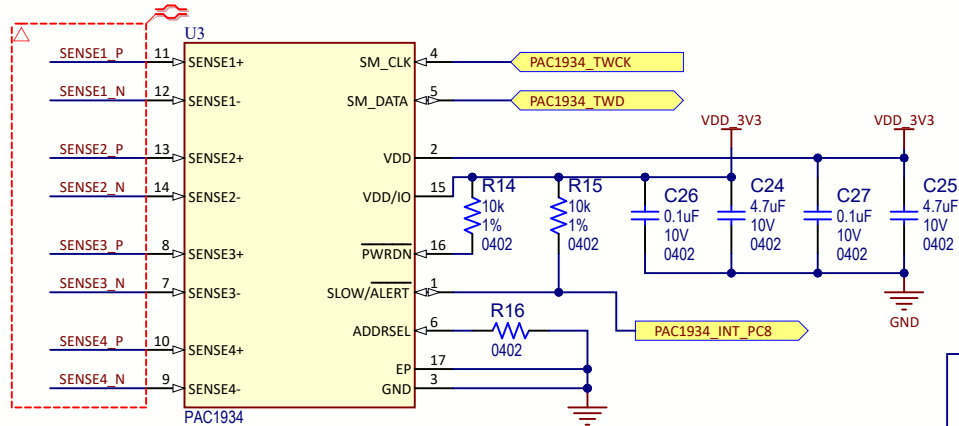 U3
SENSE1_P 11 SENSE1+
SENSE1_N 12 SENSE1-
SENSE2_P 13 SENSE2+
SENSE2_N 14 SENSE2-
SENSE3_P 8 SENSE3+
SENSE3_N 7 SENSE3-
SENSE4_P 10 SENSE4+
SENSE4_N 9 SENSE4-
SM_CLK 4 PAC1934_TWCK
SM_DATA 5 PAC1934_TWD
VDD 2
VDD/IO 15
PWRDN 16
SLOW/ALERT 1
ADDRSEL 6
EP 17
GND 3
PAC1934
VDD_3V3
VDD_3V3
R14
10k
1%
0402
R15
10k
1%
0402
C26
0.1uF
10V
0402
C24
4.7uF
10V
0402
C27
0.1uF
10V
0402
C25
4.7uF
10V
0402
GND
R16
0402
PAC1934_INT_PC8